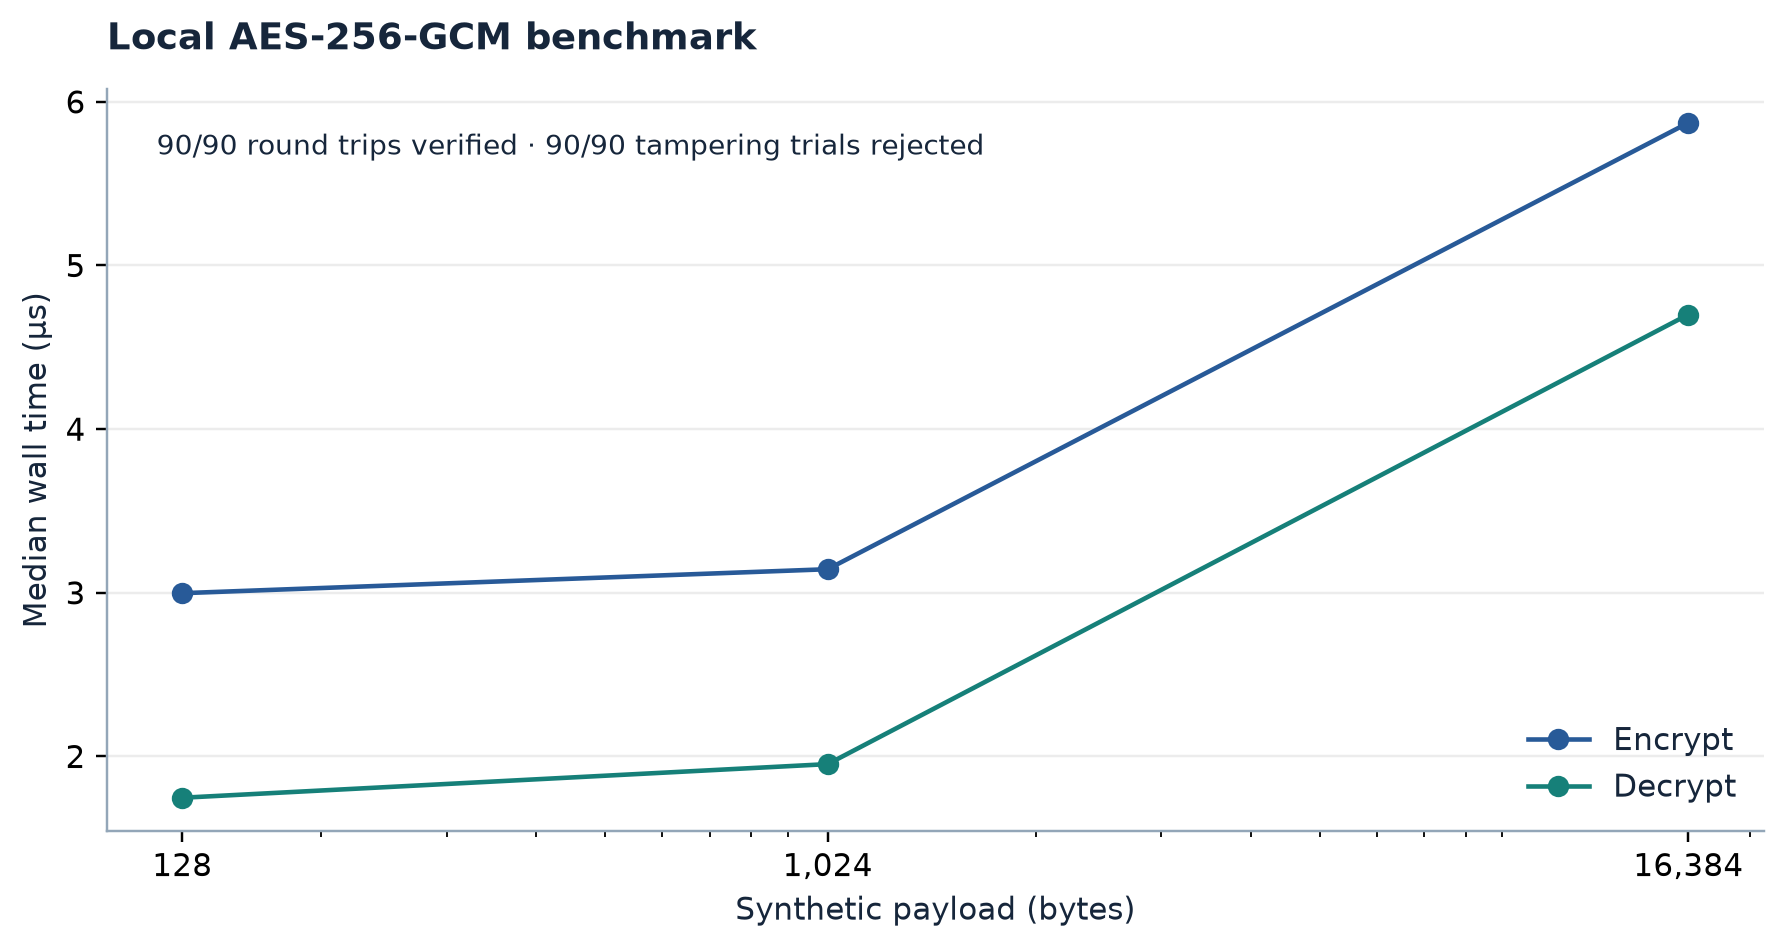 Local AES-256-GCM benchmark
90/90 round trips verified · 90/90 tampering trials rejected
Median wall time (µs)
6
5
4
3
2
Encrypt
Decrypt
128 1,024 16,384
Synthetic payload (bytes)